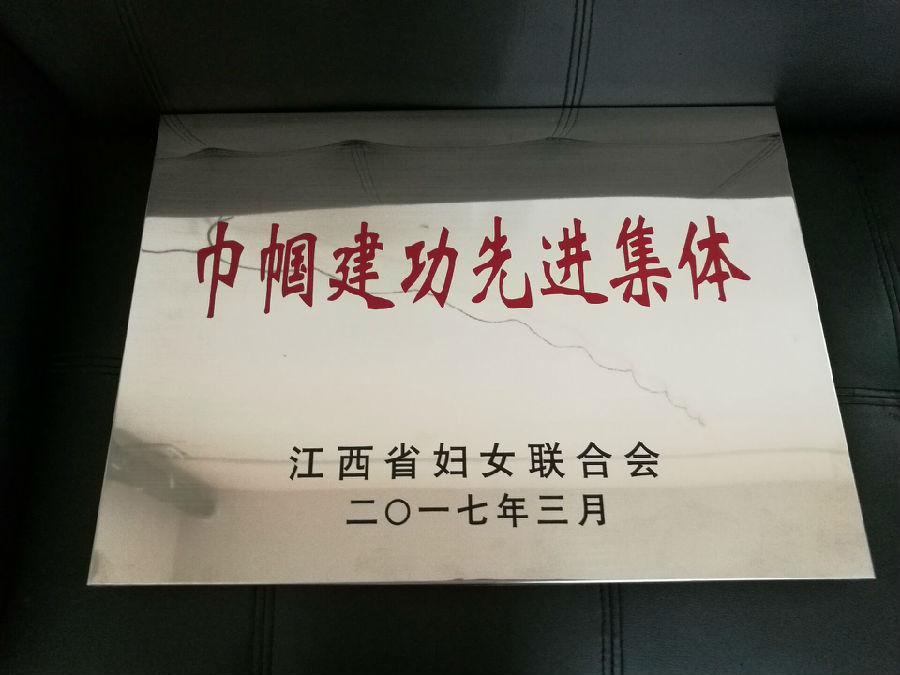 巾帼建功先进集体
江西省妇女联合会
二〇一七年三月